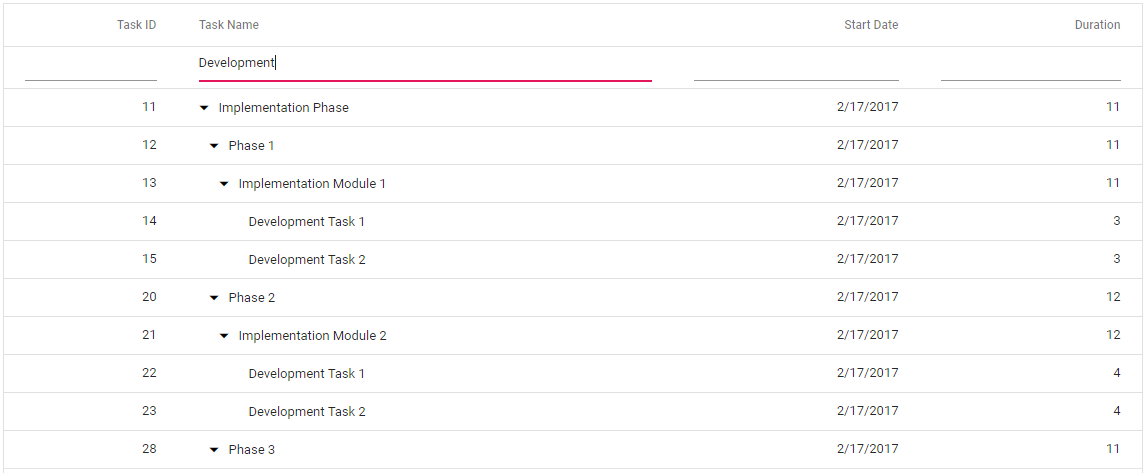 Task ID Task Name Start Date Duration
Development
11 Implementation Phase 2/17/2017 11
12 Phase 1 2/17/2017 11
13 Implementation Module 1 2/17/2017 11
14 Development Task 1 2/17/2017 3
15 Development Task 2 2/17/2017 3
20 Phase 2 2/17/2017 12
21 Implementation Module 2 2/17/2017 12
22 Development Task 1 2/17/2017 4
23 Development Task 2 2/17/2017 4
28 Phase 3 2/17/2017 11